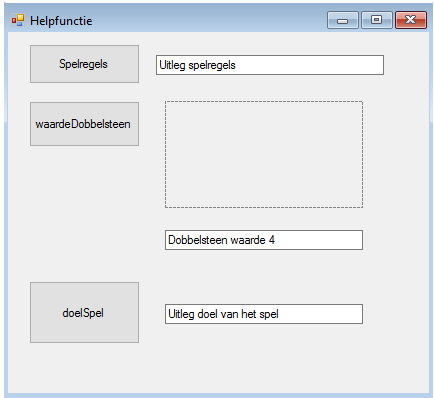 Helpfunctie
Spelregels
Uitleg spelregels
waardeDobbelsteen
Dobbelsteen waarde 4
doelSpel
Uitleg doel van het spel